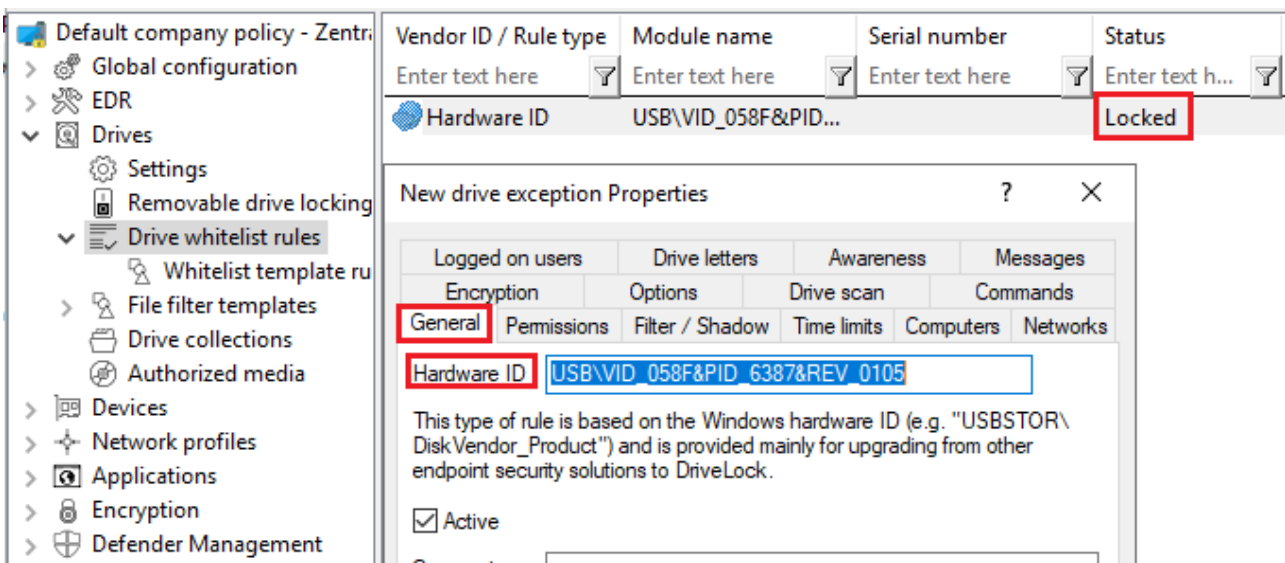 Default company policy - Zentra
Global configuration
EDR
Drives
Settings
Removable drive locking
Drive whitelist rules
Whitelist template ru
File filter templates
Drive collections
Authorized media
Devices
Network profiles
Applications
Encryption
Defender Management
Vendor ID / Rule type Module name Serial number Status
Enter text here Enter text here Enter text here Enter text h...
Hardware ID USB\VID_058F&PID... Locked
New drive exception Properties ?
Logged on users Drive letters Awareness Messages
Encryption Options Drive scan Commands
General Permissions Filter / Shadow Time limits Computers Networks
Hardware ID USB\VID_058F&PID_6387&REV_0105
This type of rule is based on the Windows hardware ID (e.g. "USBSTOR\
DiskVendor_Product") and is provided mainly for upgrading from other
endpoint security solutions to DriveLock.
Active